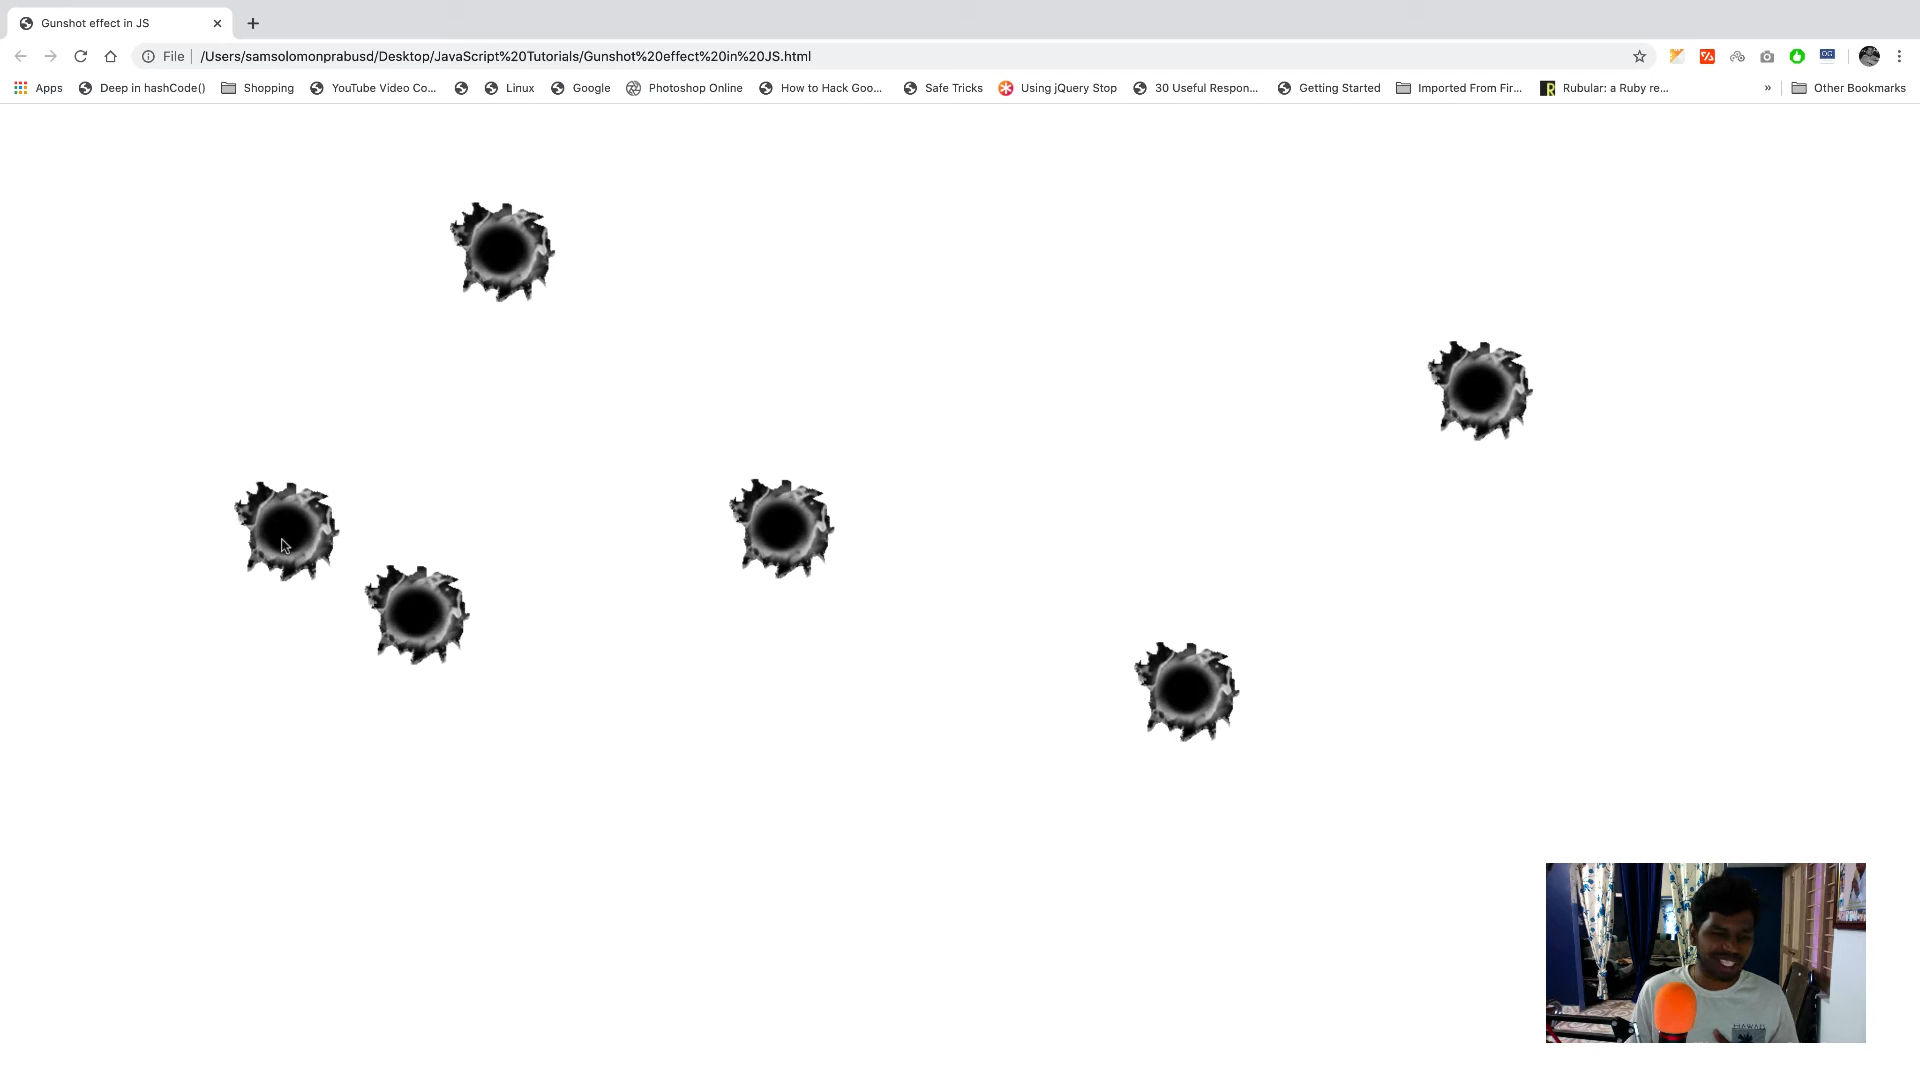 Gunshot effect in JS
File /Users/samsolomonprabusd/Desktop/JavaScript%20Tutorials/Gunshot%20effect%20in%20JS.html
OG
Apps Deep in hashCode() Shopping YouTube Video Co... Linux Google Photoshop Online How to Hack Goo... Safe Tricks Using jQuery Stop 30 Useful Respon... Getting Started Imported From Fir... R Rubular: a Ruby re... » Other Bookmarks
HAWAII